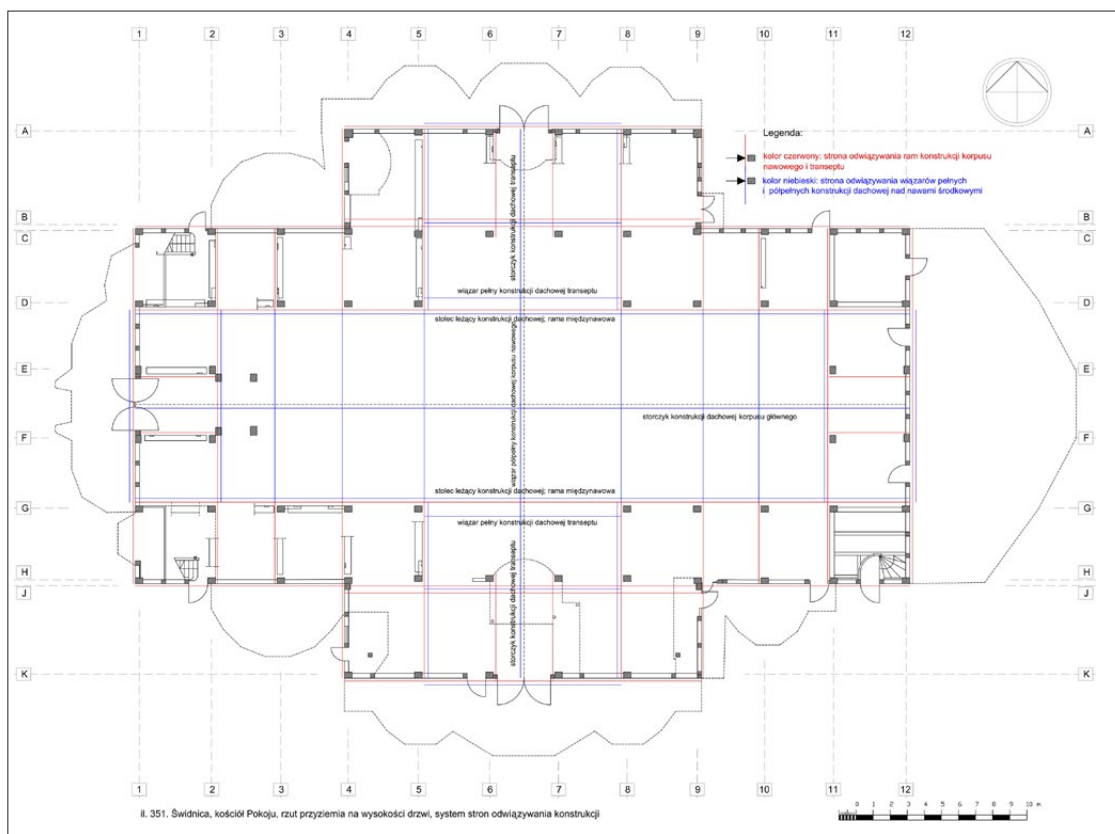 1 2 3 4 5 6 7 8 9 10 11 12
A A
Legenda:
kolor czerwony: strona odwiązywania ram konstrukcji korpusu
nawowego i transeptu
kolor niebieski: strona odwiązywania wiązarów pełnych
i półpełnych konstrukcji dachowej nad nawami środkowymi
B B
C C
storczyk konstrukcji dachowej transeptu
wiązar pełny konstrukcji dachowej transeptu
D D
stolec leżący konstrukcji dachowej; rama międzynawowa
E E
wiązar półpełny konstrukcji dachowej korpusu nawowego
storczyk konstrukcji dachowej korpusu głównego
F F
stolec leżący konstrukcji dachowej; rama międzynawowa
G G
wiązar pełny konstrukcji dachowej transeptu
storczyk konstrukcji dachowej transeptu
H H
J J
K K
1 2 3 4 5 6 7 8 9 10 11 12
il. 351. Świdnica, kościół Pokoju, rzut przyziemia na wysokości drzwi, system stron odwiązywania konstrukcji
0 1 2 3 4 5 6 7 8 9 10 m